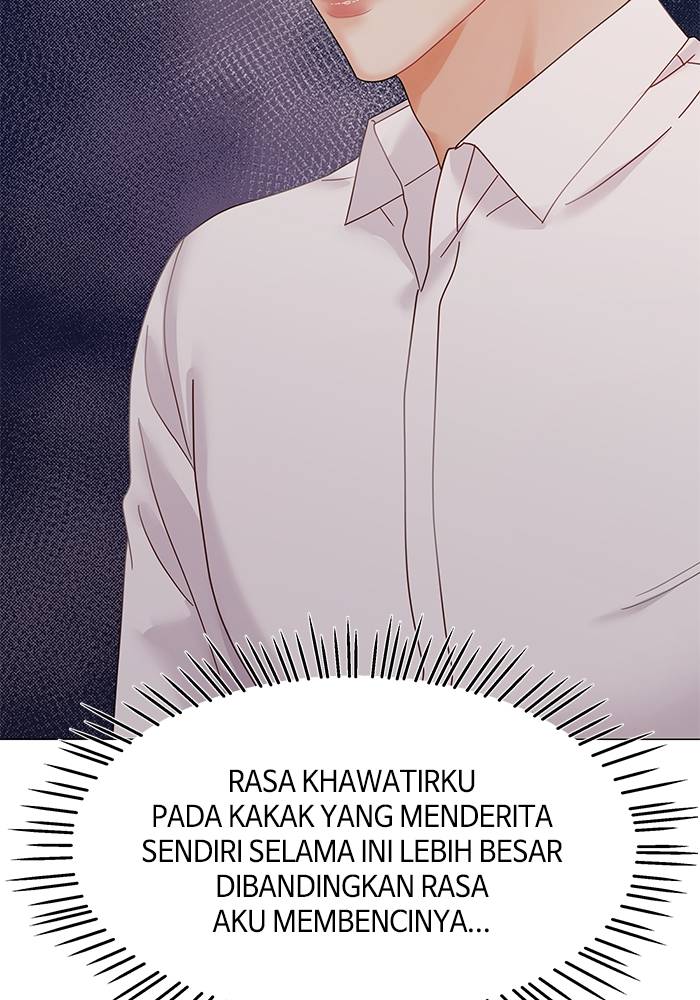 RASA KHAWATIRKU
PADA KAKAK YANG MENDERITA
SENDIRI SELAMA INI LEBIH BESAR
DIBANDINGKAN RASA
AKU MEMBENCINYA...